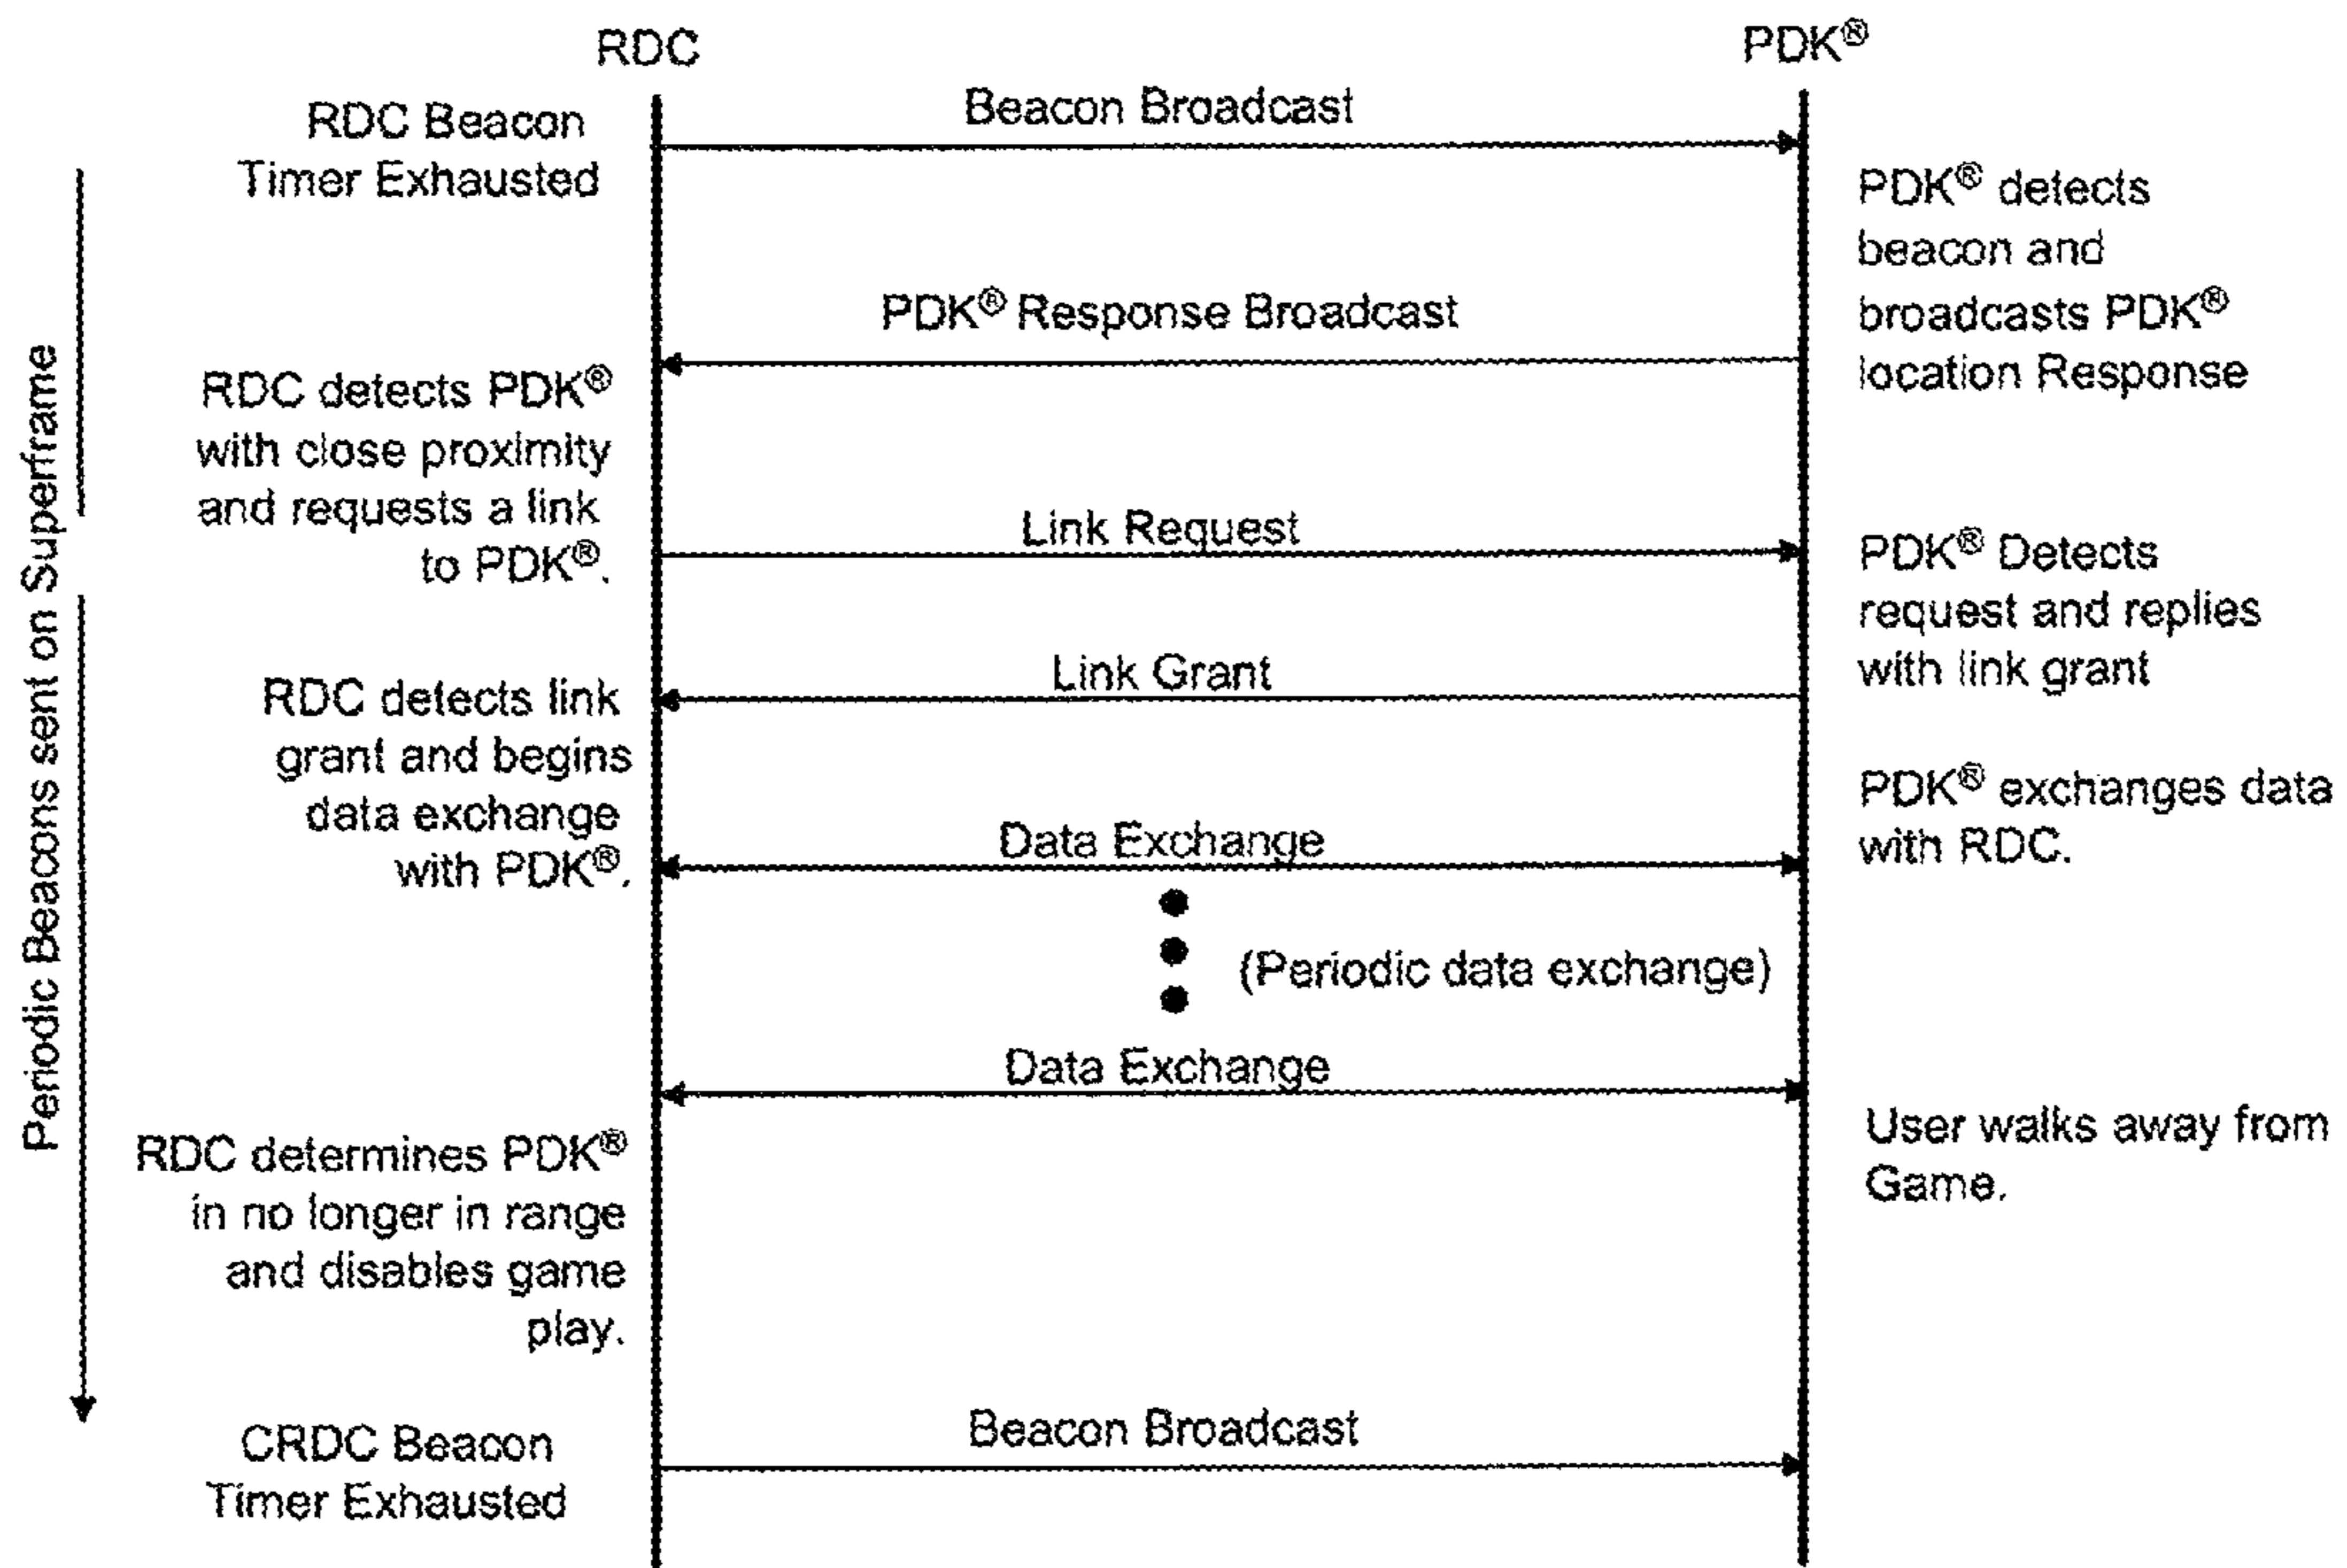 RDC
PDK®
RDC Beacon
Timer Exhausted
Beacon Broadcast
PDK® detects
beacon and
broadcasts PDK®
location Response
PDK® Response Broadcast
RDC detects PDK®
with close proximity
and requests a link
to PDK®.
Link Request
PDK® Detects
request and replies
with link grant
Link Grant
RDC detects link
grant and begins
data exchange
with PDK®.
PDK® exchanges data
with RDC.
Data Exchange
(Periodic data exchange)
Data Exchange
User walks away from
Game.
RDC determines PDK®
in no longer in range
and disables game
play.
CRDC Beacon
Timer Exhausted
Beacon Broadcast
Periodic Beacons sent on Superframe